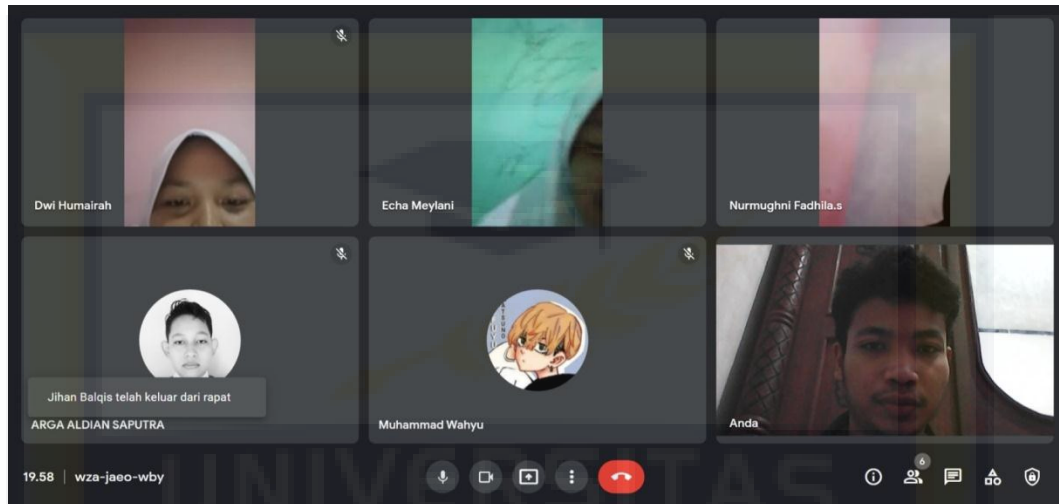 Dwi Humairah
Echa Meylani
Nurmughni Fadhila.s
Jihan Balqis telah keluar dari rapat
ARGA ALDIAN SAPUTRA
Muhammad Wahyu
Anda
19.58 | wza-jaeo-wby
6
UNIVERSITAS